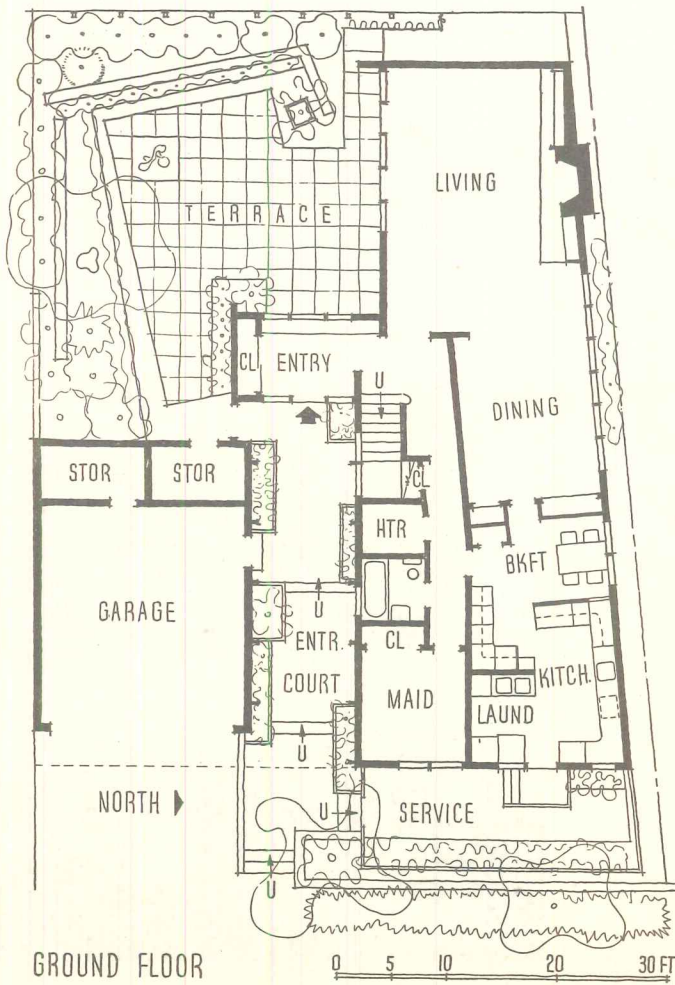 LIVING
TERRACE
CL
ENTRY
U
DINING
STOR
STOR
CL
HTR
BKFT
GARAGE
U
ENTR.
COURT
CL
KITCH.
MAID
LAUND
U
NORTH
U
SERVICE
U
GROUND FLOOR
0 5 10 20 30 FT